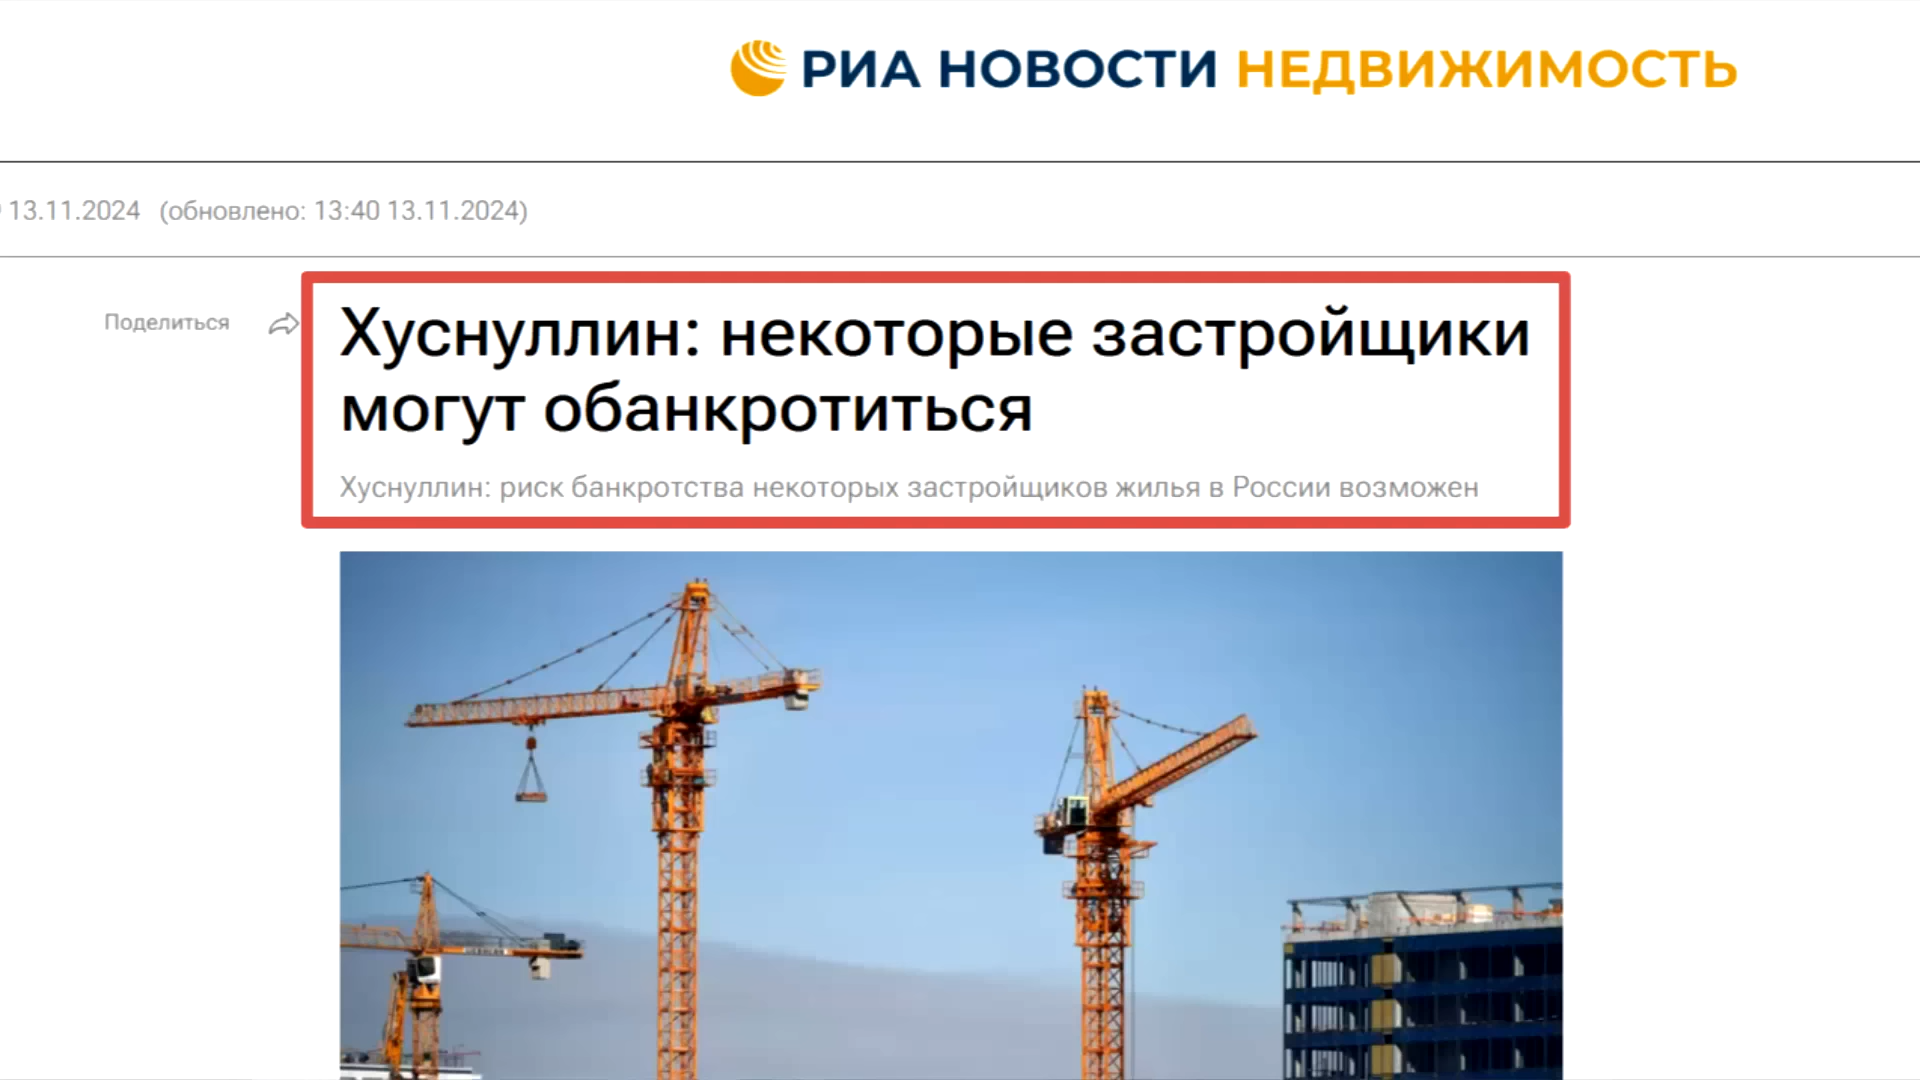 РИА НОВОСТИ НЕДВИЖИМОСТЬ
13.11.2024 (обновлено: 13:40 13.11.2024)
Поделиться
Хуснуллин: некоторые застройщики
могут обанкротиться
Хуснуллин: риск банкротства некоторых застройщиков жилья в России возможен